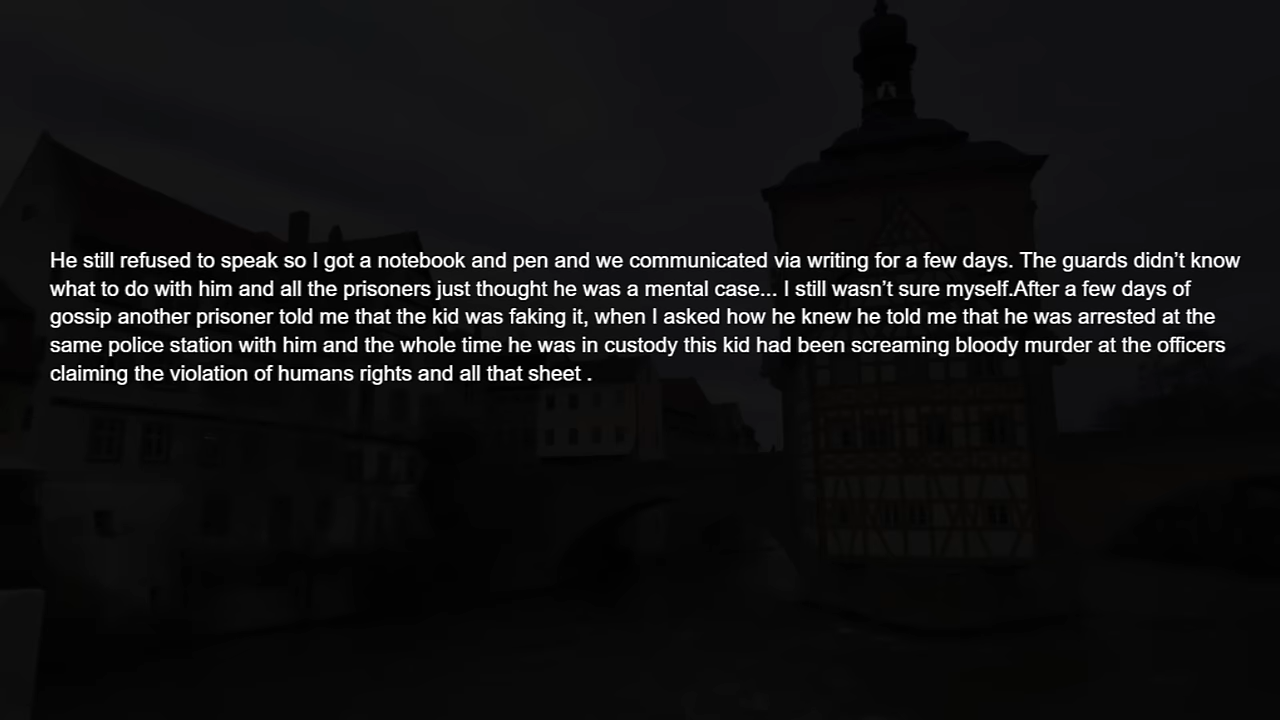 He still refused to speak so I got a notebook and pen and we communicated via writing for a few days. The guards didn’t know
what to do with him and all the prisoners just thought he was a mental case... I still wasn’t sure myself.After a few days of
gossip another prisoner told me that the kid was faking it, when I asked how he knew he told me that he was arrested at the
same police station with him and the whole time he was in custody this kid had been screaming bloody murder at the officers
claiming the violation of humans rights and all that sheet .